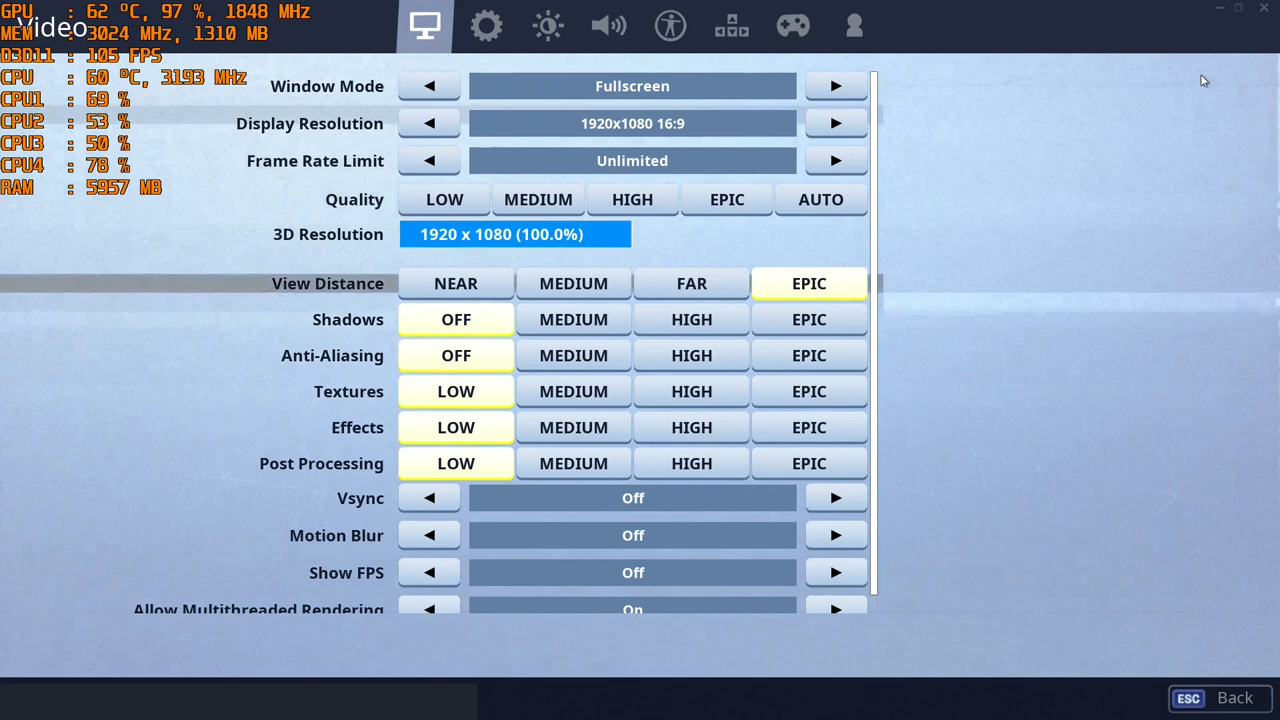 GPU : 62 ºC, 97 %, 1848 MHz
Video
MEM : 3024 MHz, 1310 MB
D3D11 : 105 FPS
CPU : 60 ºC, 3193 MHz
CPU1 : 69 %
CPU2 : 53 %
CPU3 : 50 %
CPU4 : 78 %
RAM : 5957 MB
Window Mode Fullscreen
Display Resolution 1920x1080 16:9
Frame Rate Limit Unlimited
Quality LOW MEDIUM HIGH EPIC AUTO
3D Resolution 1920 x 1080 (100.0%)
View Distance NEAR MEDIUM FAR EPIC
Shadows OFF MEDIUM HIGH EPIC
Anti-Aliasing OFF MEDIUM HIGH EPIC
Textures LOW MEDIUM HIGH EPIC
Effects LOW MEDIUM HIGH EPIC
Post Processing LOW MEDIUM HIGH EPIC
Vsync Off
Motion Blur Off
Show FPS Off
Allow Multithreaded Rendering On
ESC Back